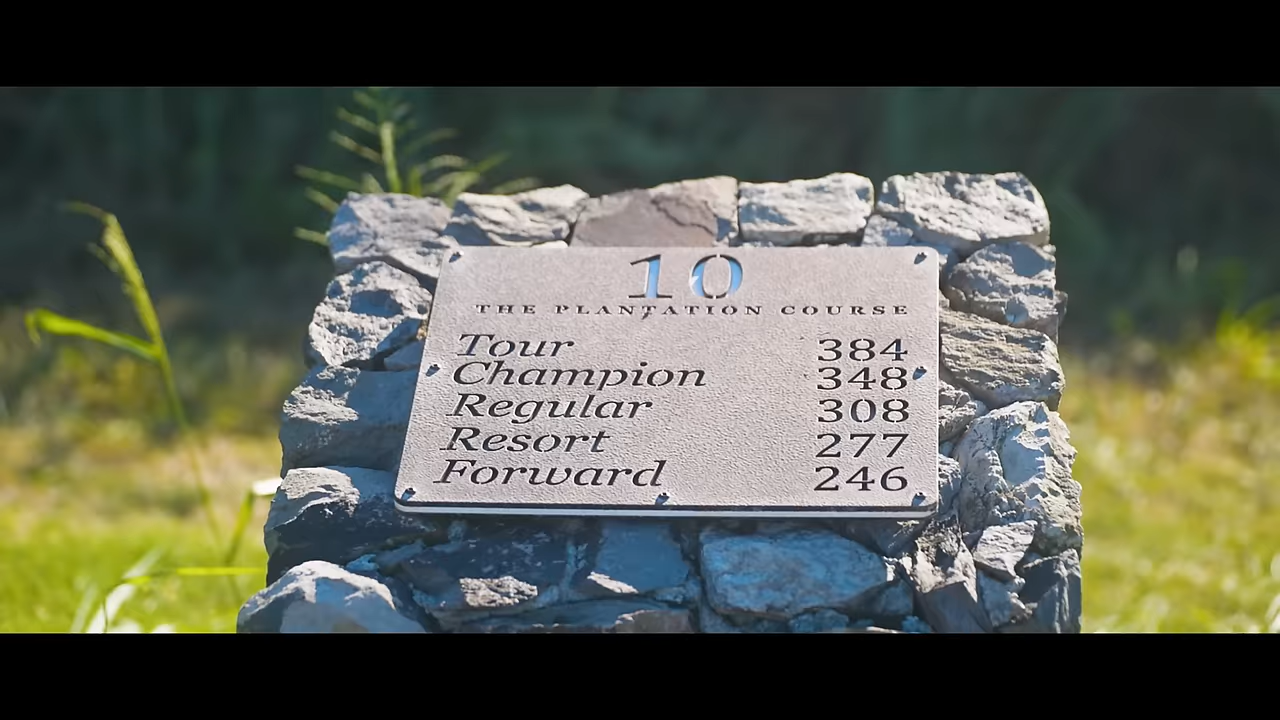 10
THE PLANTATION COURSE
Tour 384
Champion 348
Regular 308
Resort 277
Forward 246